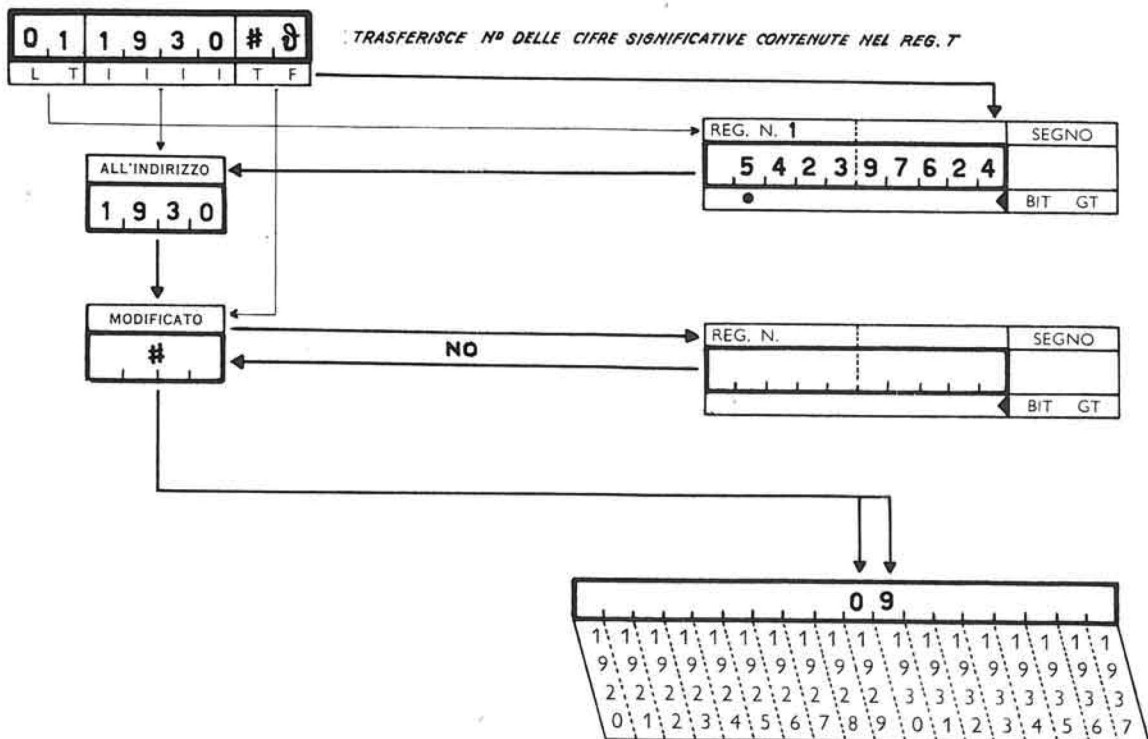 0 1 1 9 3 0 # ϑ
L T I I I I T F
TRASFERISCE Nº DELLE CIFRE SIGNIFICATIVE CONTENUTE NEL REG. T
REG. N. 1 SEGNO
5 4 2 3 9 7 6 2 4
BIT GT
ALL'INDIRIZZO
1 9 3 0
MODIFICATO
#
NO
REG. N. SEGNO
BIT GT
0 9
1 1 1 1 1 1 1 1 1 1 1 1 1 1 1 1 1 1
9 9 9 9 9 9 9 9 9 9 9 9 9 9 9 9 9 9
2 2 2 2 2 2 2 2 2 2 3 3 3 3 3 3 3 3
0 1 2 3 4 5 6 7 8 9 0 1 2 3 4 5 6 7